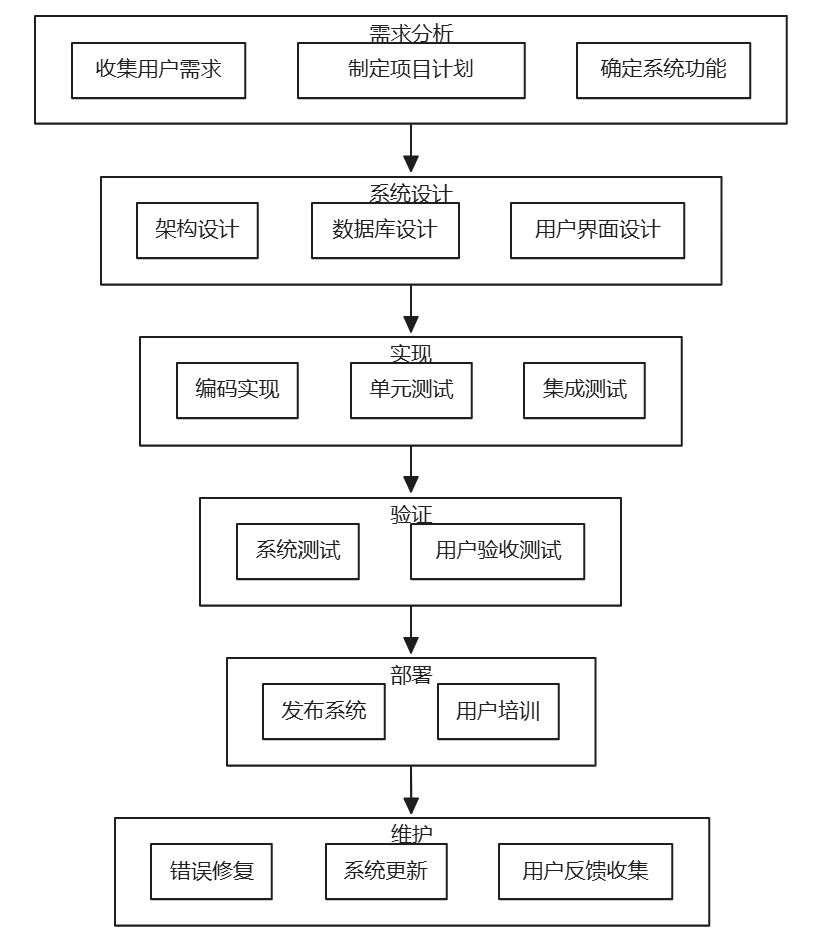 需求分析
收集用户需求
制定项目计划
确定系统功能
系统设计
架构设计
数据库设计
用户界面设计
实现
编码实现
单元测试
集成测试
验证
系统测试
用户验收测试
部署
发布系统
用户培训
维护
错误修复
系统更新
用户反馈收集